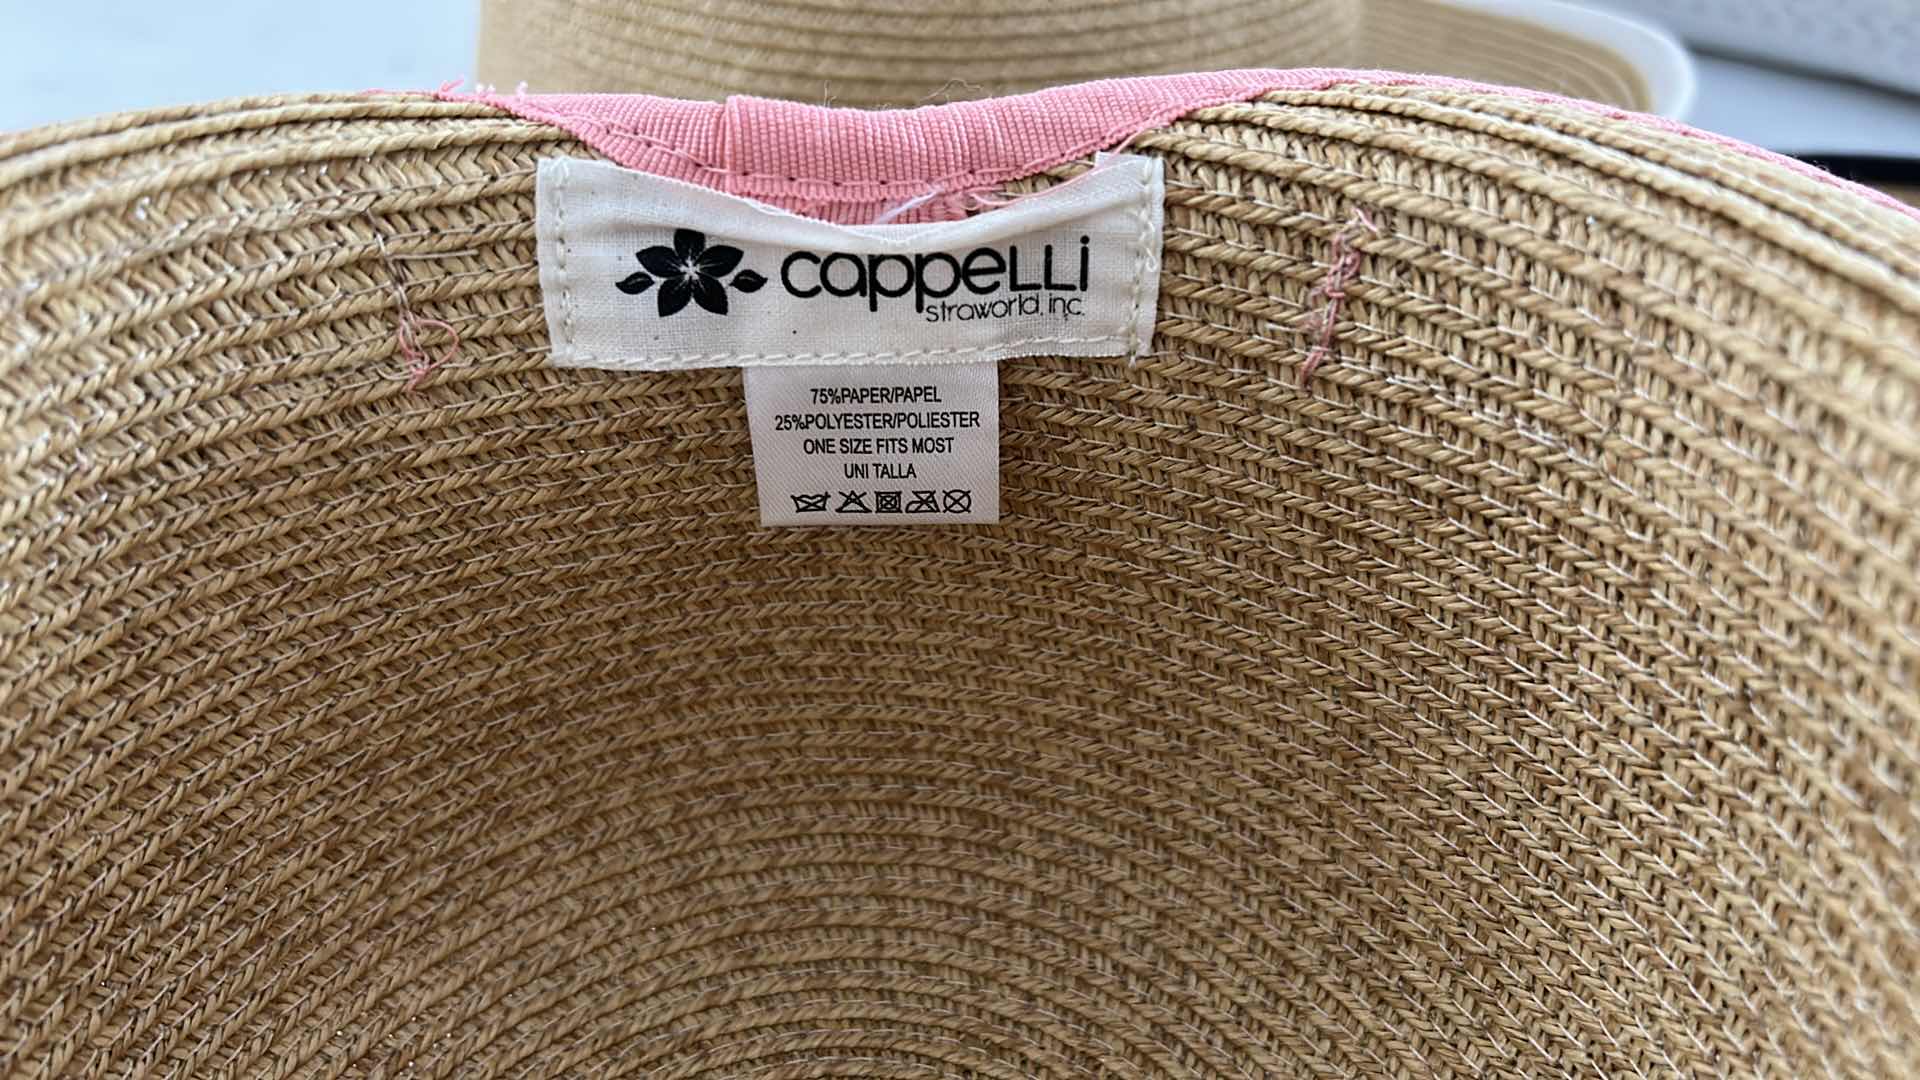 cappelli
straworld, inc.
75%PAPER/PAPEL
25%POLYESTER/POLIESTER
ONE SIZE FITS MOST
UNI TALLA